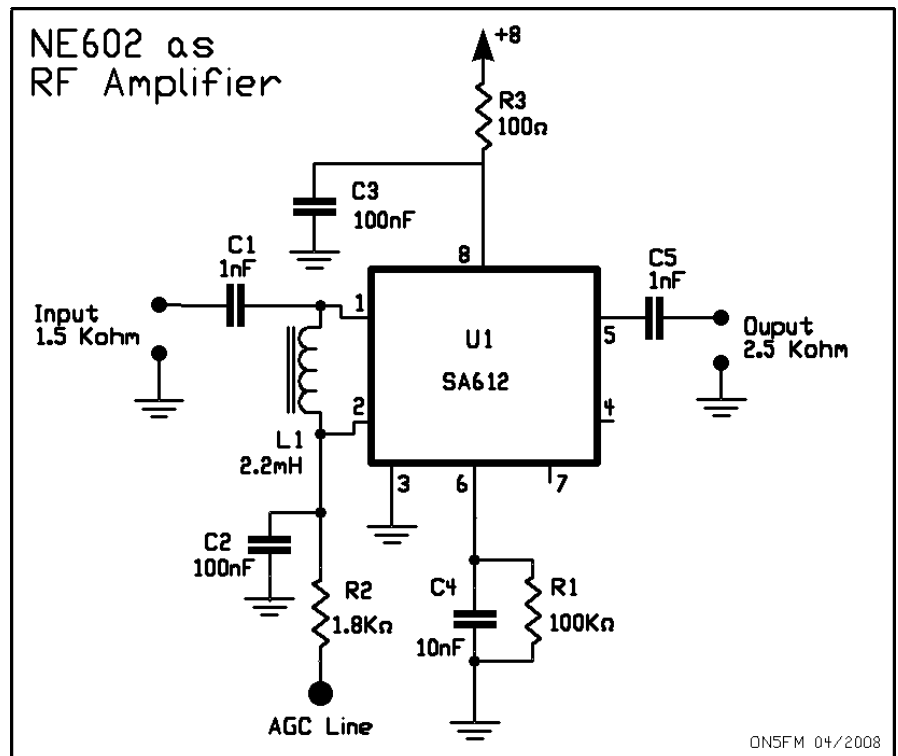 NE602 as
RF Amplifier
+8
R3
100Ω
C3
100nF
8
C1
1nF
C5
1nF
Input
1.5 Kohm
1
U1
SA612
5
Ouput
2.5 Kohm
2
4
L1
2.2mH
3
6
7
C2
100nF
R2
1.8KΩ
C4
10nF
R1
100KΩ
AGC Line
ON5FM 04/2008